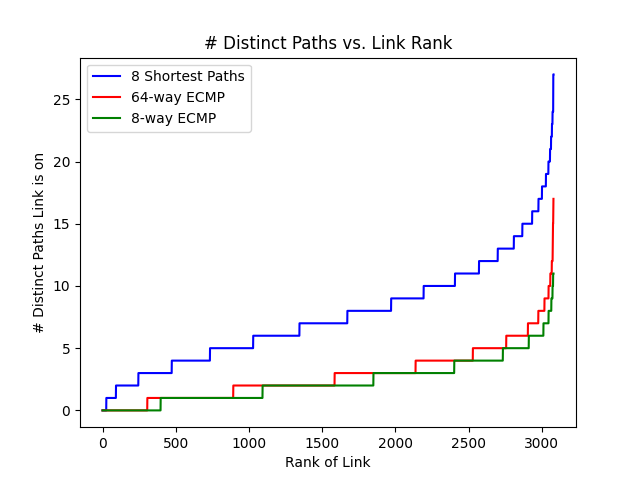 # Distinct Paths vs. Link Rank
8 Shortest Paths
64-way ECMP
8-way ECMP
# Distinct Paths Link is on
25
20
15
10
5
0
0 500 1000 1500 2000 2500 3000
Rank of Link